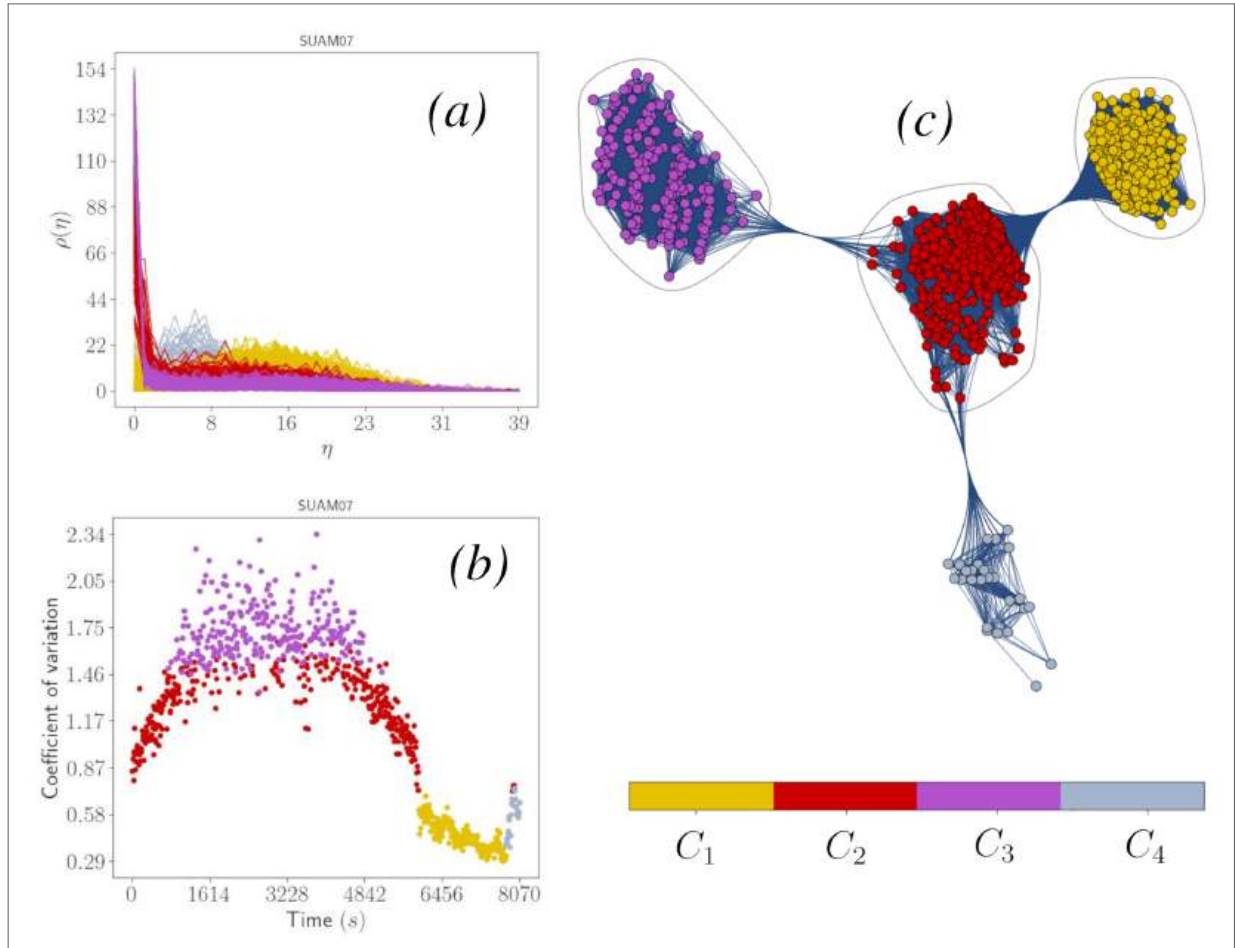 SUAM07
(a)
154
132
110
88
66
44
22
0
ρ(η)
0 8 16 23 31 39
η
SUAM07
(b)
2.34
2.05
1.75
1.46
1.17
0.87
0.58
0.29
Coefficient of variation
0 1614 3228 4842 6456 8070
Time (s)
(c)
C₁ C₂ C₃ C₄